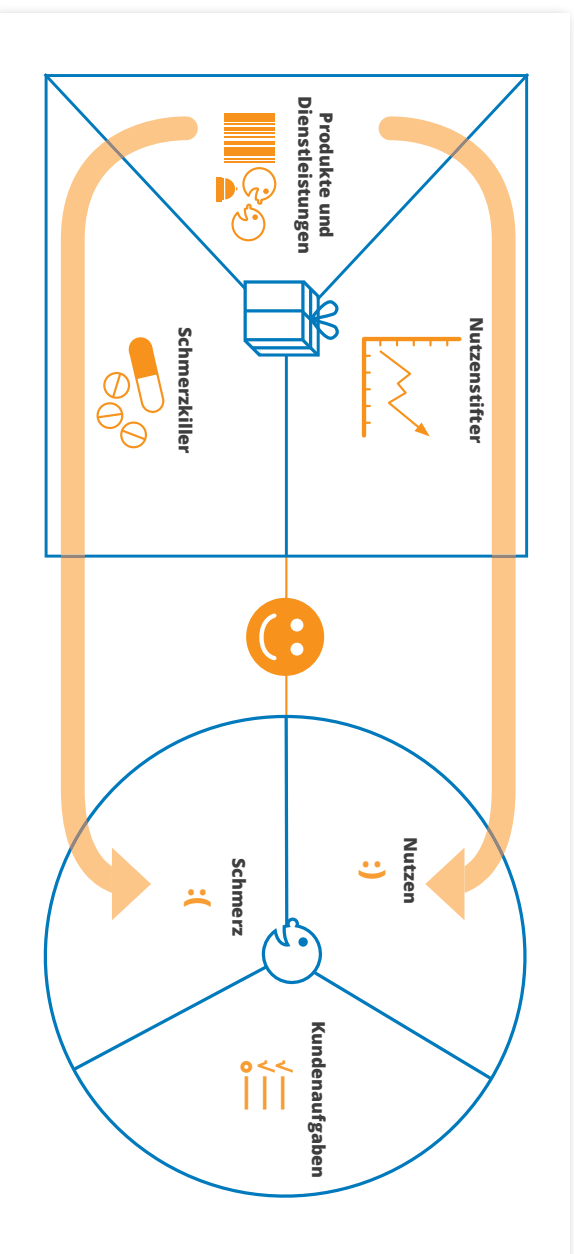 Produkte und
Dienstleistungen
Nutzenstifter
Schmerzkiller
Nutzen
:)
Schmerz
:(
Kundenaufgaben